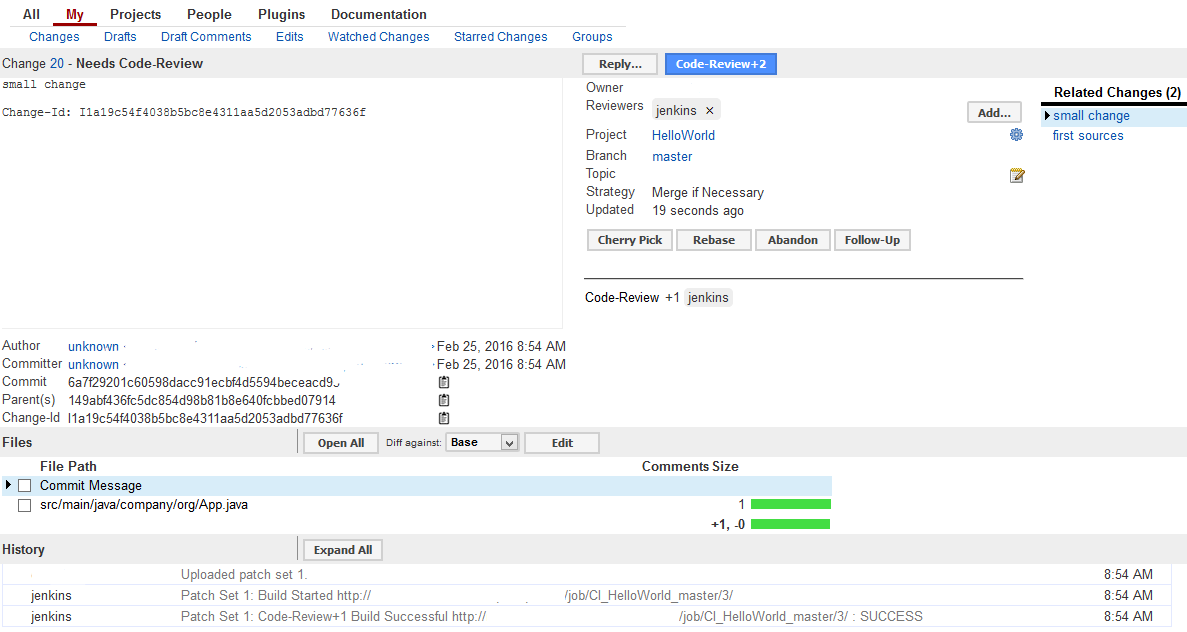 All My Projects People Plugins Documentation
Changes Drafts Draft Comments Edits Watched Changes Starred Changes Groups
Change 20 - Needs Code-Review
Reply... Code-Review+2
small change
Change-Id: I1a19c54f4038b5bc8e4311aa5d2053adbd77636f
Owner
Reviewers jenkins ✕ Add...
Project HelloWorld
Branch master
Topic
Strategy Merge if Necessary
Updated 19 seconds ago
Cherry Pick Rebase Abandon Follow-Up
Code-Review +1 jenkins
Related Changes (2)
small change
first sources
Author unknown Feb 25, 2016 8:54 AM
Committer unknown Feb 25, 2016 8:54 AM
Commit
Parent(s) 149abf436fc5dc854d98b81b8e640fcbbed07914
Change-Id I1a19c54f4038b5bc8e4311aa5d2053adbd77636f
Files Open All Diff against: Base Edit
File Path Comments Size
Commit Message
src/main/java/company/org/App.java 1
+1, -0
History Expand All
Uploaded patch set 1. 8:54 AM
jenkins Patch Set 1: Build Started http:// /job/CI_HelloWorld_master/3/ 8:54 AM
jenkins Patch Set 1: Code-Review+1 Build Successful http:// /job/CI_HelloWorld_master/3/ : SUCCESS 8:54 AM